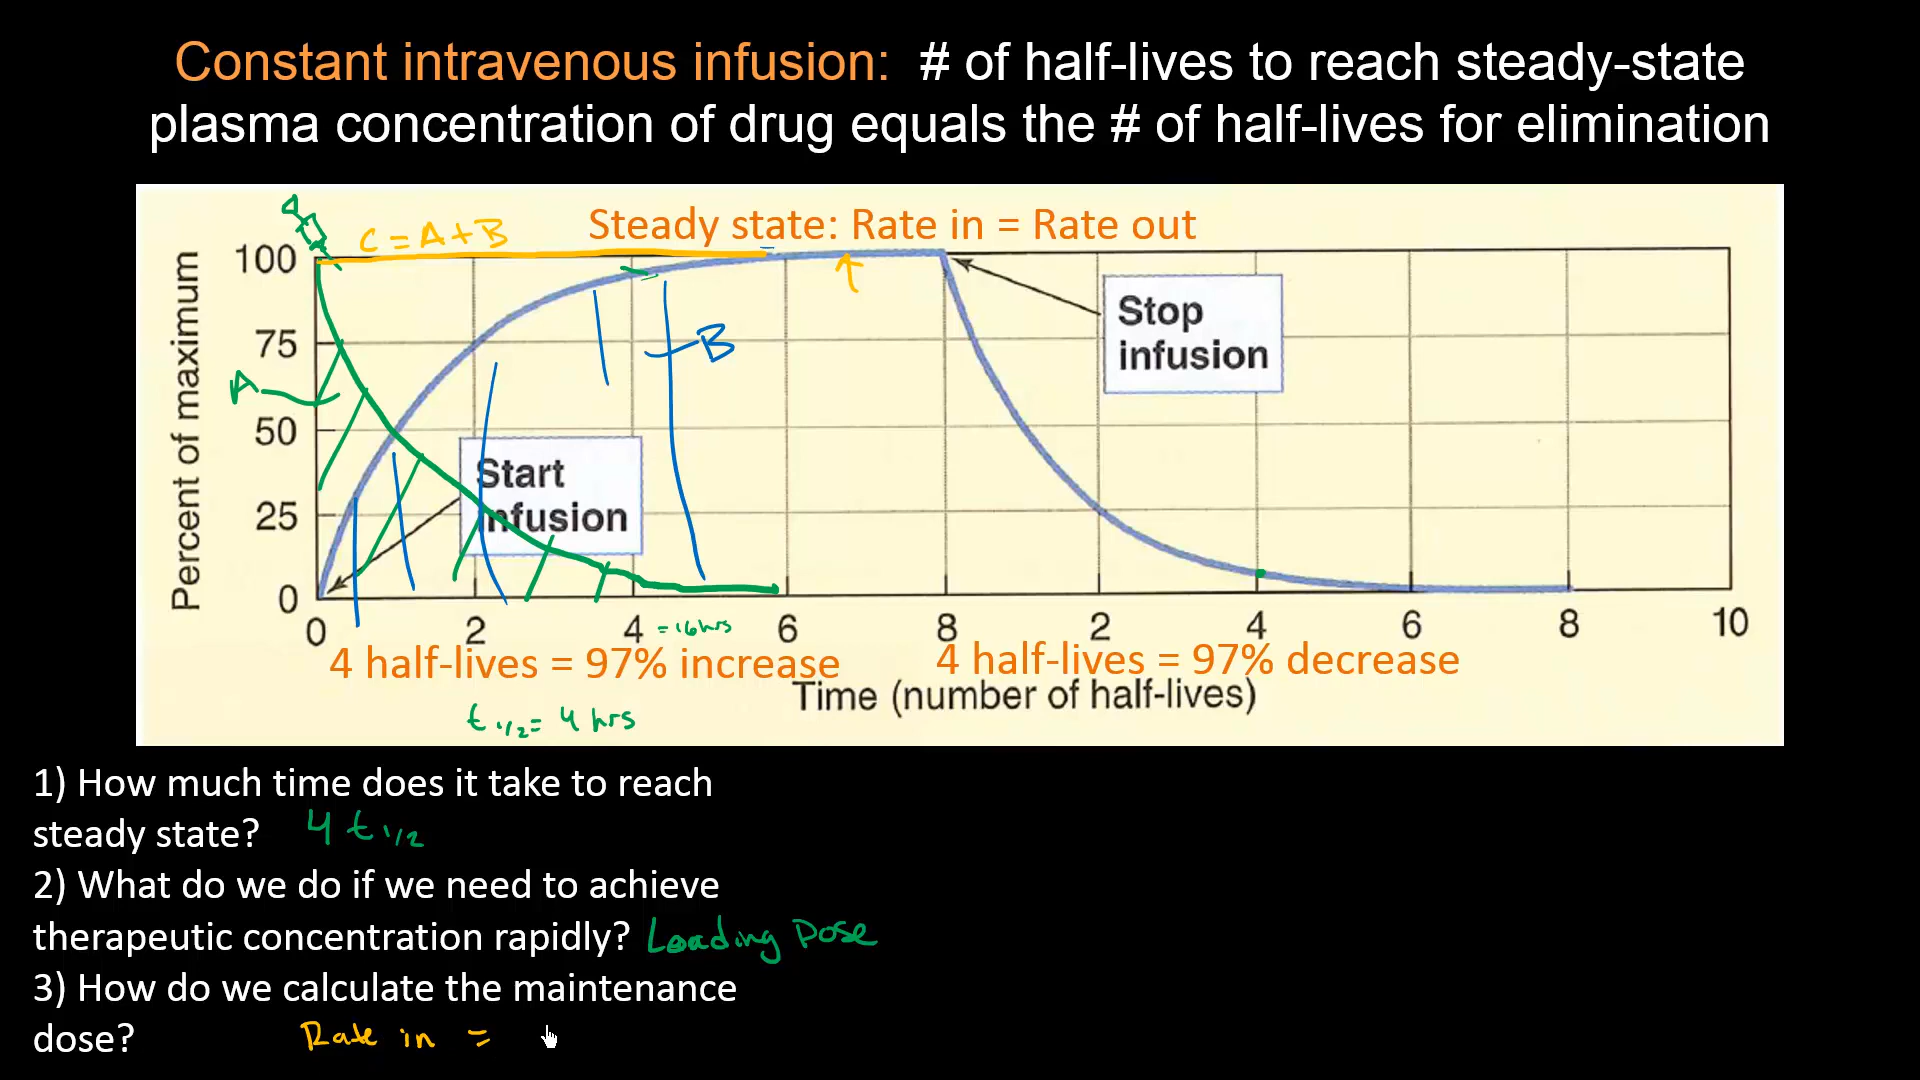 Constant intravenous infusion: # of half-lives to reach steady-state
plasma concentration of drug equals the # of half-lives for elimination
C = A + B
Steady state: Rate in = Rate out
Percent of maximum
100
75
50
25
0
A
B
Start
infusion
Stop
infusion
0 2 4 = 16 hrs 6 8 2 4 6 8 10
4 half-lives = 97% increase
4 half-lives = 97% decrease
Time (number of half-lives)
t 1/2 = 4 hrs
1) How much time does it take to reach
steady state? 4 t 1/2
2) What do we do if we need to achieve
therapeutic concentration rapidly? Loading Dose
3) How do we calculate the maintenance
dose? Rate in =